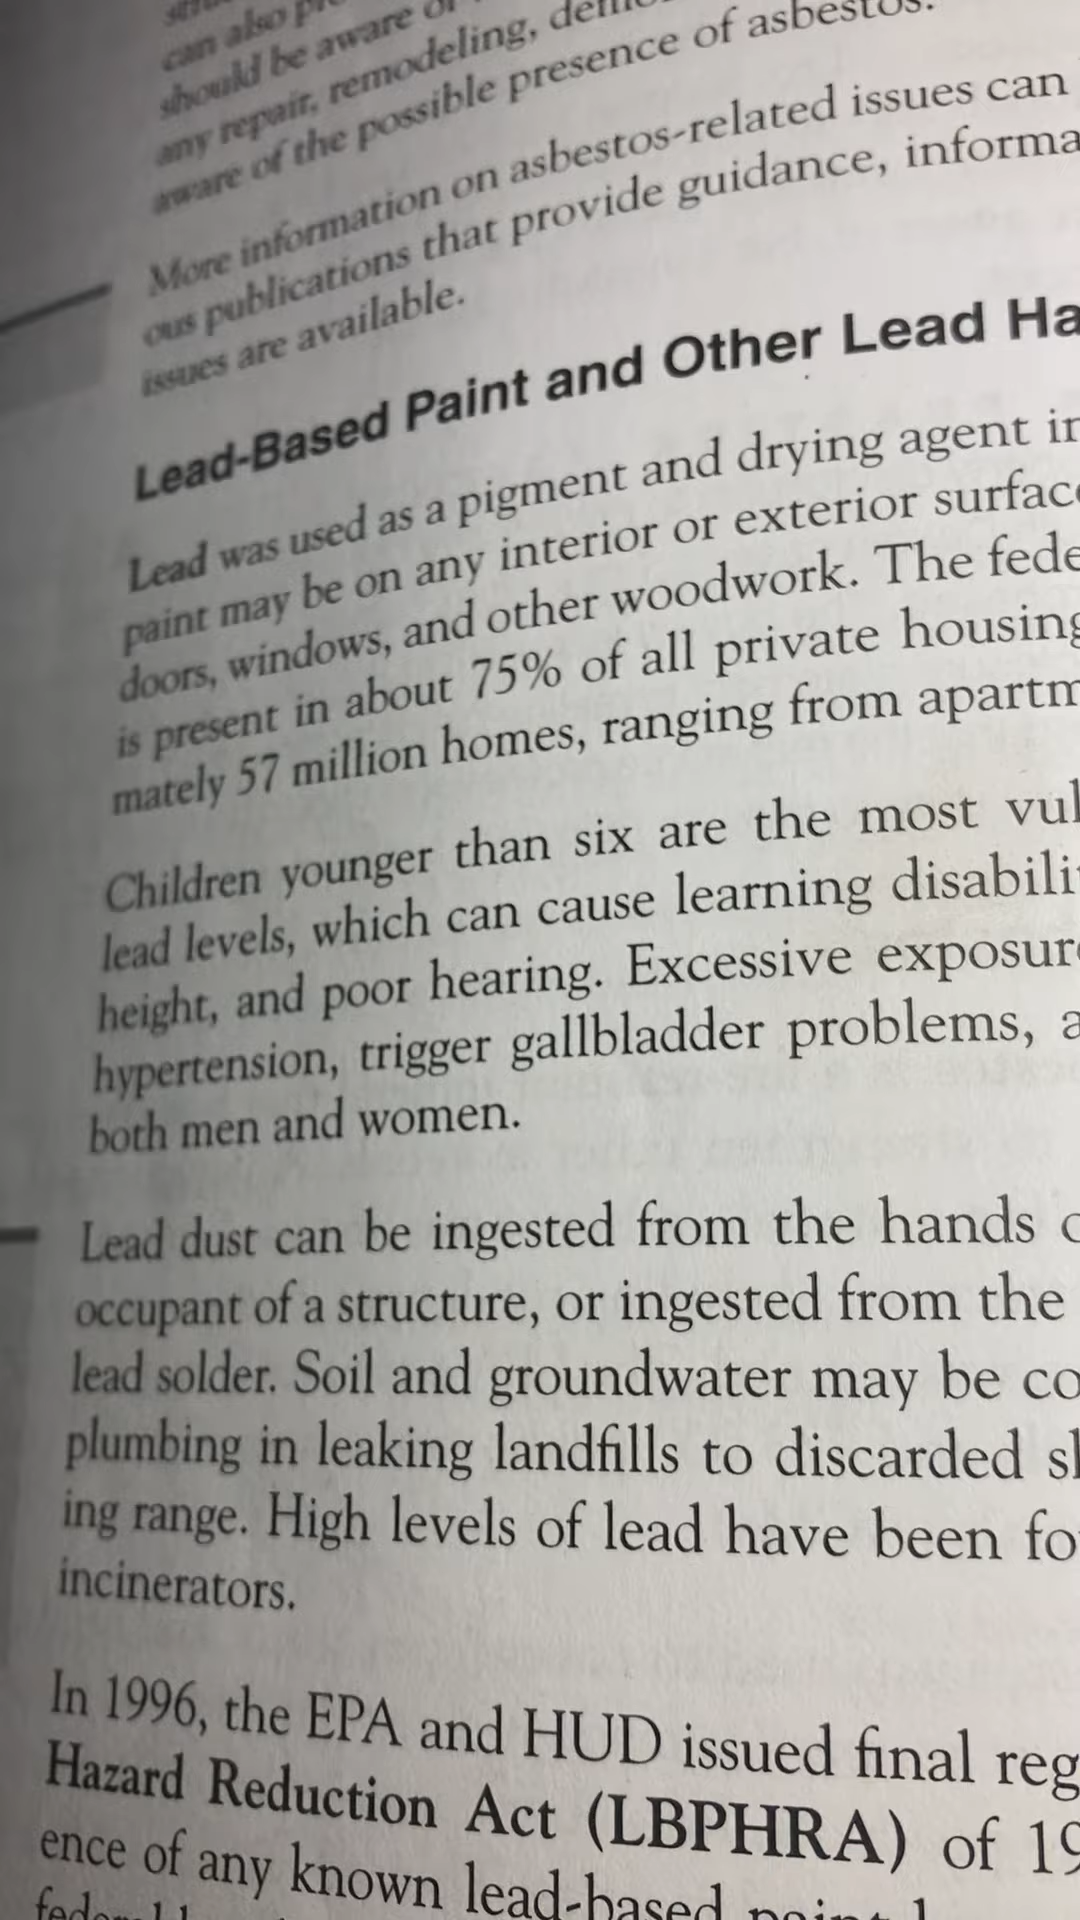 can also
should be aware
any repair, remodeling,
aware of the possible presence of asbestos.
More information on asbestos-related issues can
ous publications that provide guidance, informa
issues are available.
Lead-Based Paint and Other Lead Ha
Lead was used as a pigment and drying agent in
paint may be on any interior or exterior surface
doors, windows, and other woodwork. The fede
is present in about 75% of all private housing
mately 57 million homes, ranging from apartm
Children younger than six are the most vul
lead levels, which can cause learning disabili
height, and poor hearing. Excessive exposure
hypertension, trigger gallbladder problems, a
both men and women.
Lead dust can be ingested from the hands
occupant of a structure, or ingested from the
lead solder. Soil and groundwater may be co
plumbing in leaking landfills to discarded sl
ing range. High levels of lead have been fo
incinerators.
In 1996, the EPA and HUD issued final reg
Hazard Reduction Act (LBPHRA) of 19
ence of any known lead-based